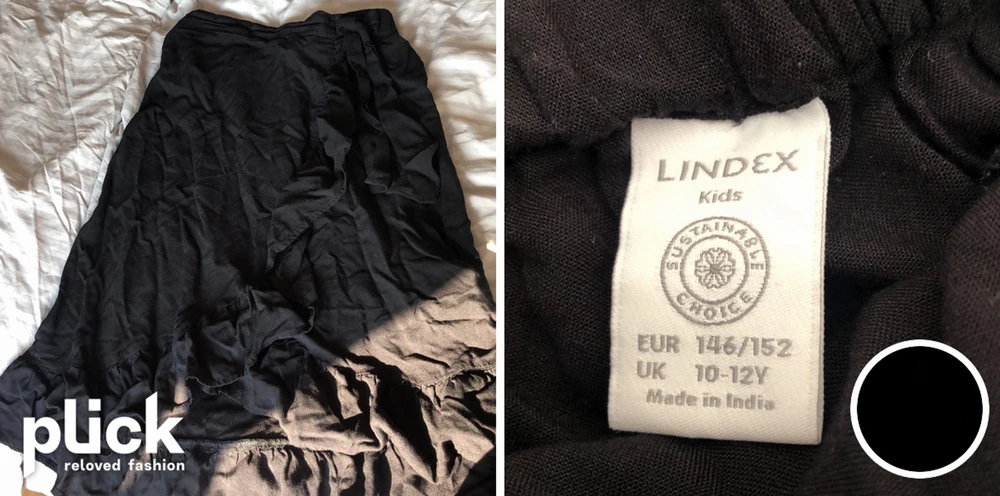 plick
reloved fashion
LINDEX
Kids
SUSTAINABLE
CHOICE
EUR 146/152
UK 10-12Y
Made in India